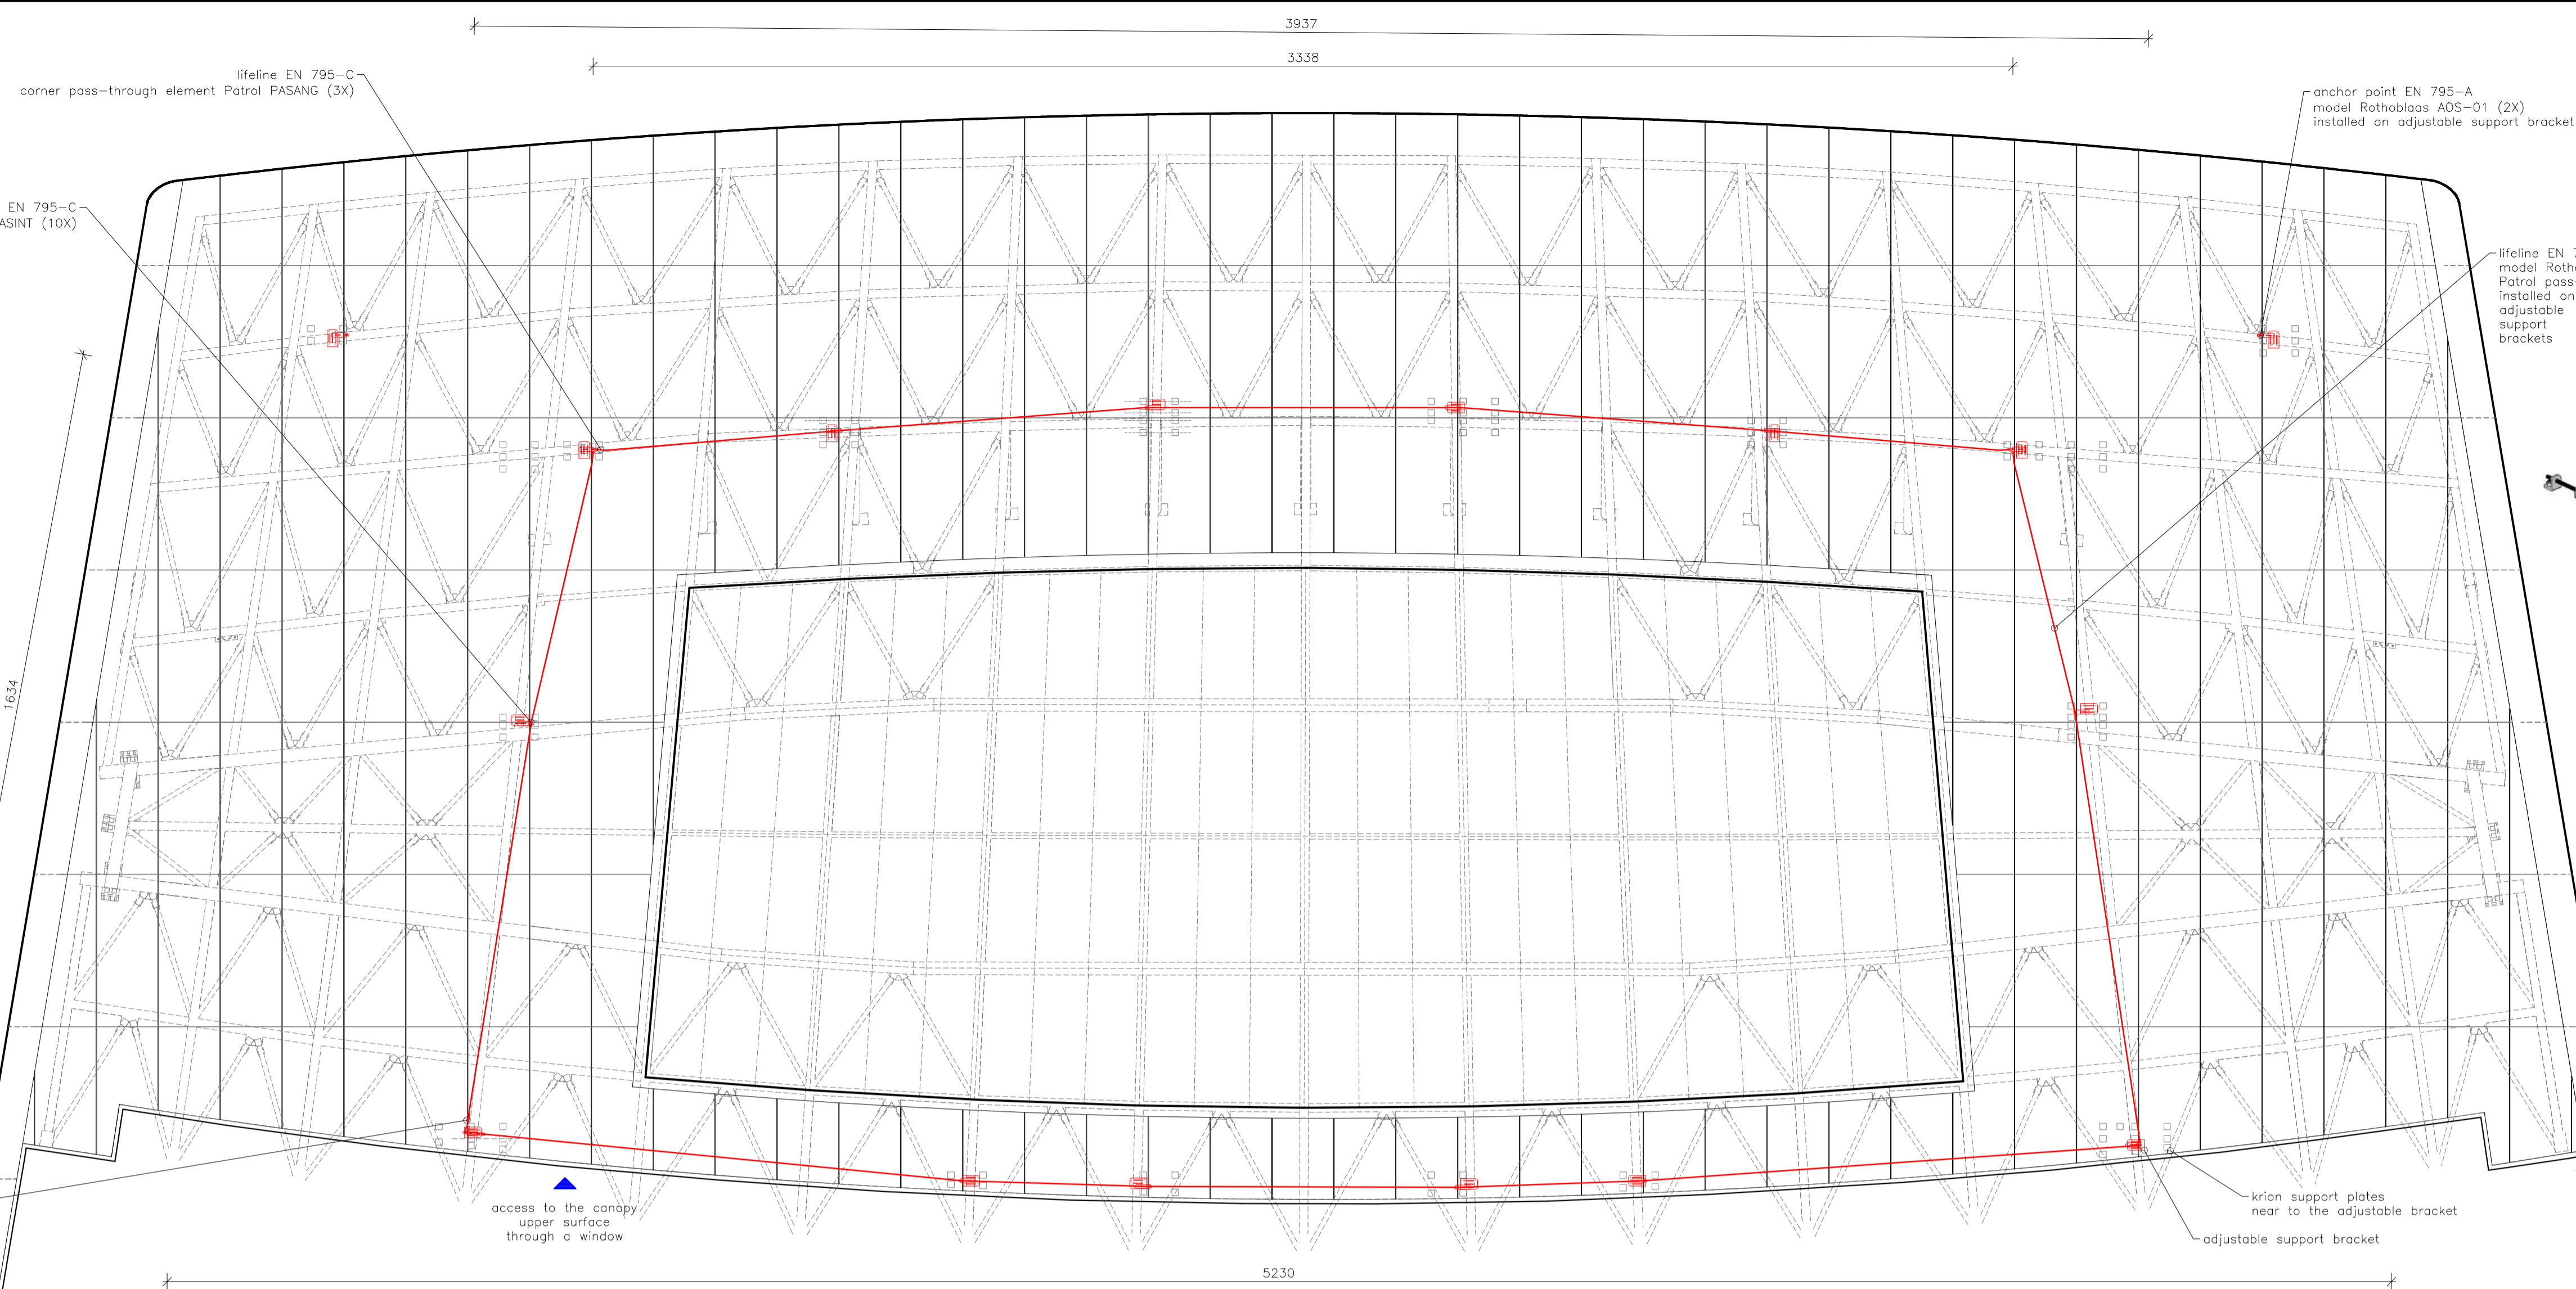 3937
3338
lifeline EN 795-C
corner pass-through element Patrol PASANG (3X)
anchor point EN 795-A
model Rothoblaas AOS-01 (2X)
installed on adjustable support bracket
EN 795-C
ASINT (10X)
lifeline EN 7
model Roth
Patrol pass-
installed on
adjustable
support
brackets
1634
access to the canopy
upper surface
through a window
krion support plates
near to the adjustable bracket
adjustable support bracket
5230